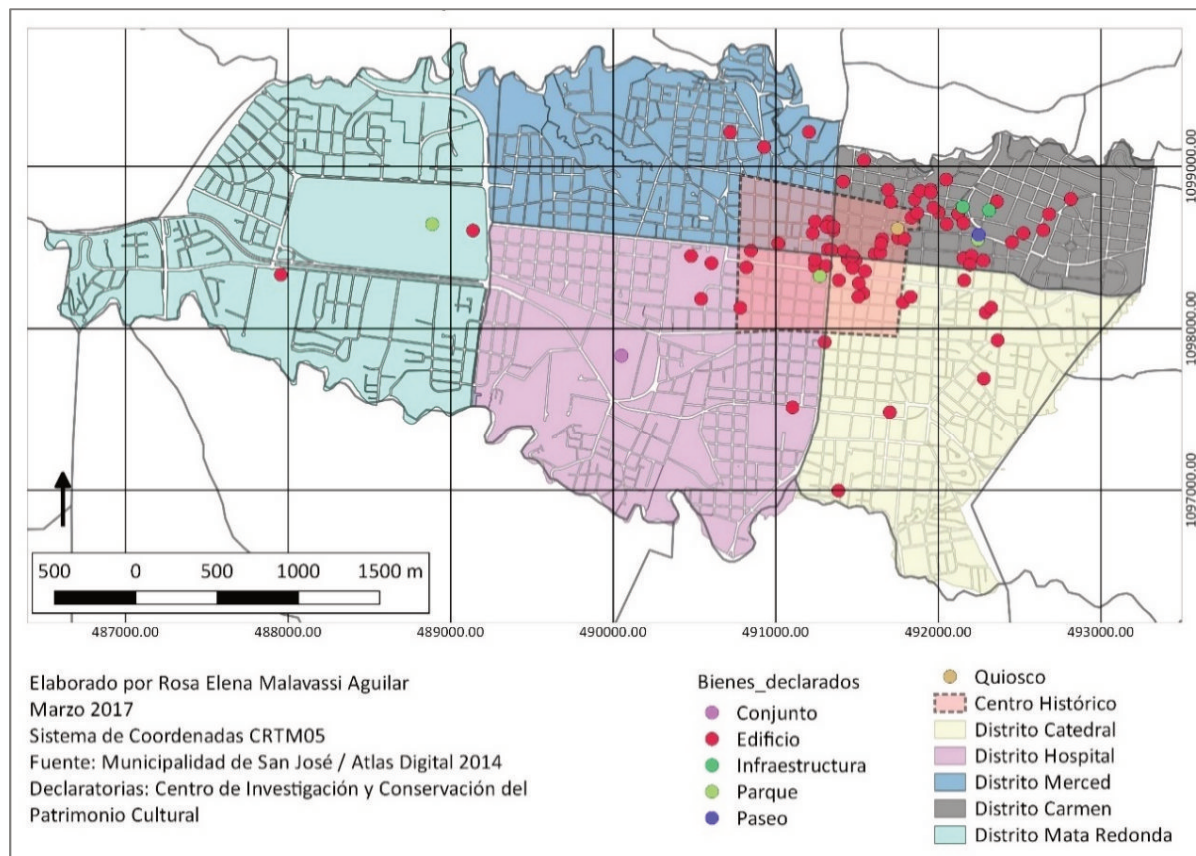 1099000.00
1098000.00
1097000.00
500 0 500 1000 1500 m
487000.00 488000.00 489000.00 490000.00 491000.00 492000.00 493000.00
Elaborado por Rosa Elena Malavassi Aguilar
Marzo 2017
Sistema de Coordenadas CRTM05
Fuente: Municipalidad de San José / Atlas Digital 2014
Declaratorias: Centro de Investigación y Conservación del
Patrimonio Cultural
Bienes_declarados
Conjunto
Edificio
Infraestructura
Parque
Paseo
Quiosco
Centro Histórico
Distrito Catedral
Distrito Hospital
Distrito Merced
Distrito Carmen
Distrito Mata Redonda